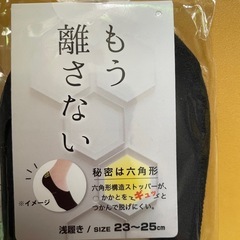 もう
離さない
秘密は六角形
六角形構造ストッパーが、
かかとをギュッと
つかんで脱げにくい。
※イメージ
浅履き / SIZE 23~25cm